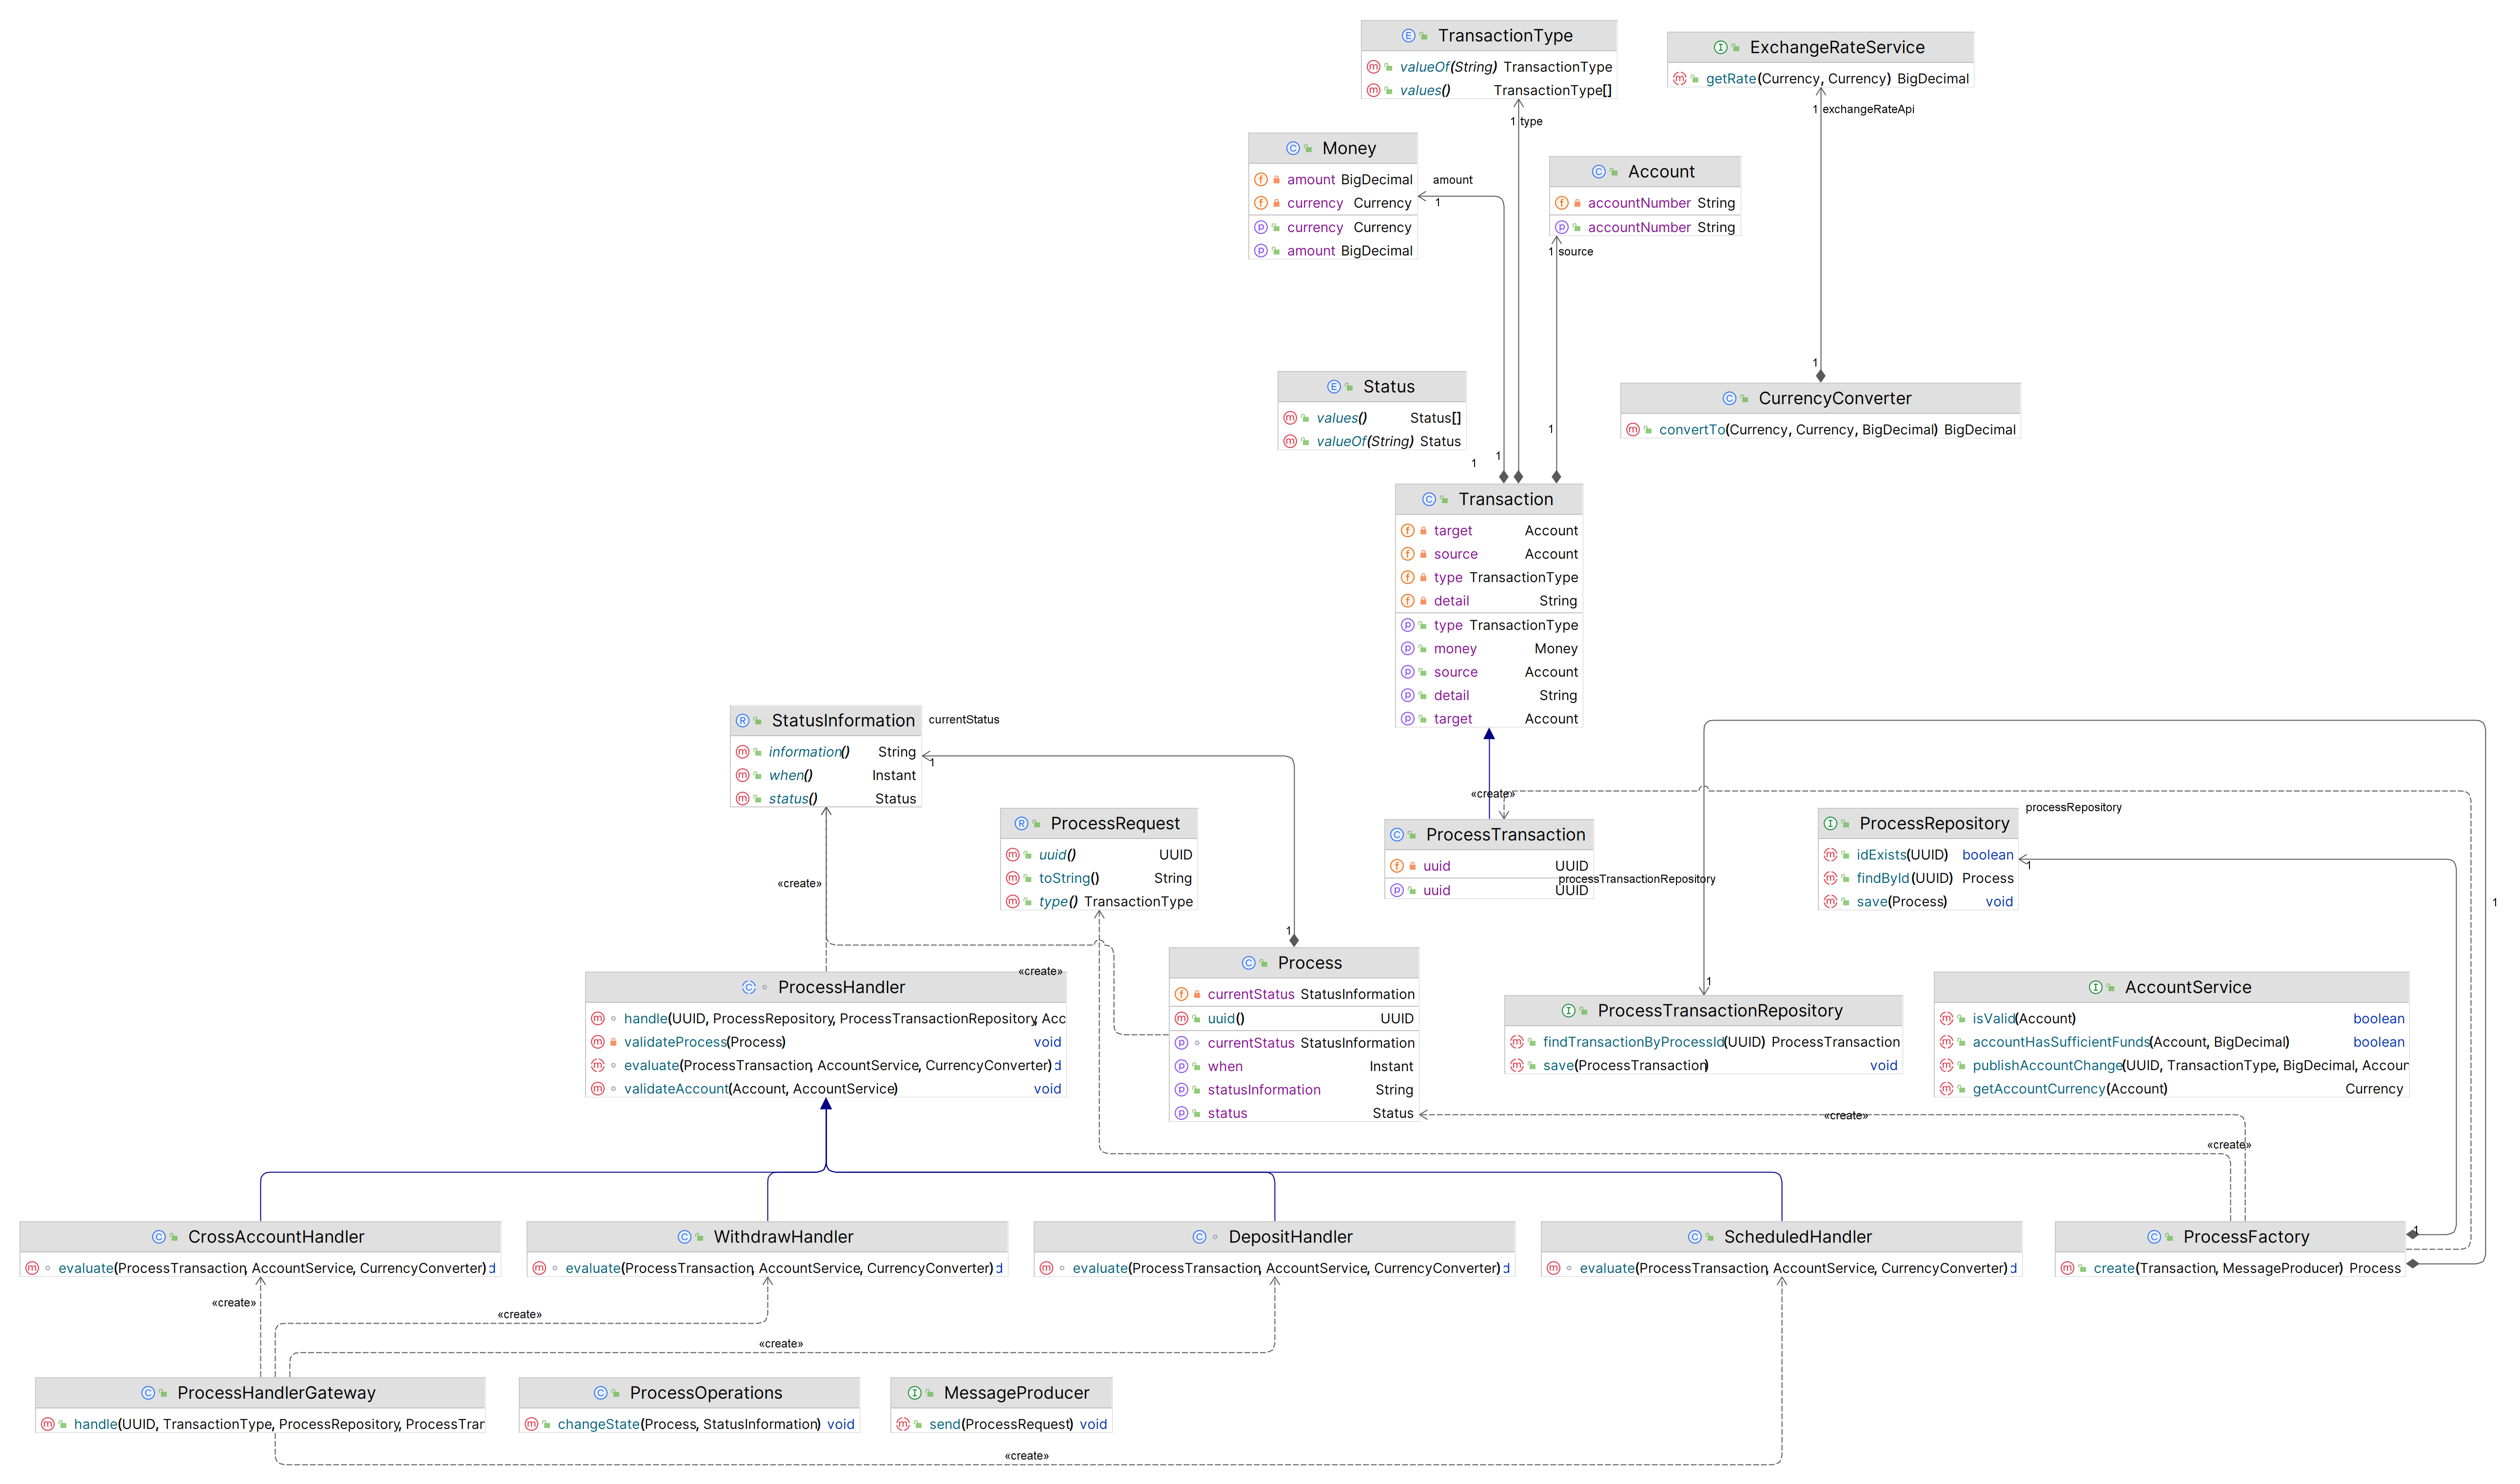 TransactionType
valueOf(String) TransactionType
values() TransactionType[]
ExchangeRateService
getRate(Currency, Currency) BigDecimal
1 type
1 exchangeRateApi
Money
amount BigDecimal
currency Currency
currency Currency
amount BigDecimal
amount
1
Account
accountNumber String
accountNumber String
1 source
1
Status
values() Status[]
valueOf(String) Status
CurrencyConverter
convertTo(Currency, Currency, BigDecimal) BigDecimal
1
1
1
Transaction
target Account
source Account
type TransactionType
detail String
type TransactionType
money Money
source Account
detail String
target Account
StatusInformation
information() String
when() Instant
status() Status
currentStatus
1
«create»
ProcessRequest
uuid() UUID
toString() String
type() TransactionType
«create»
ProcessTransaction
uuid UUID
uuid UUID
processTransactionRepository
ProcessRepository
idExists(UUID) boolean
findById(UUID) Process
save(Process) void
processRepository
1
1
1
«create»
ProcessHandler
handle(UUID, ProcessRepository, ProcessTransactionRepository, Acc
validateProcess(Process) void
evaluate(ProcessTransaction, AccountService, CurrencyConverter) d
validateAccount(Account, AccountService) void
Process
currentStatus StatusInformation
uuid() UUID
currentStatus StatusInformation
when Instant
statusInformation String
status Status
1
ProcessTransactionRepository
findTransactionByProcessId(UUID) ProcessTransaction
save(ProcessTransaction) void
AccountService
isValid(Account) boolean
accountHasSufficientFunds(Account, BigDecimal) boolean
publishAccountChange(UUID, TransactionType, BigDecimal, Accour
getAccountCurrency(Account) Currency
«create»
«create»
CrossAccountHandler
evaluate(ProcessTransaction, AccountService, CurrencyConverter) d
WithdrawHandler
evaluate(ProcessTransaction, AccountService, CurrencyConverter) d
DepositHandler
evaluate(ProcessTransaction, AccountService, CurrencyConverter) d
ScheduledHandler
evaluate(ProcessTransaction, AccountService, CurrencyConverter) d
ProcessFactory
create(Transaction, MessageProducer) Process
1
«create»
«create»
«create»
ProcessHandlerGateway
handle(UUID, TransactionType, ProcessRepository, ProcessTrar
ProcessOperations
changeState(Process, StatusInformation) void
MessageProducer
send(ProcessRequest) void
«create»